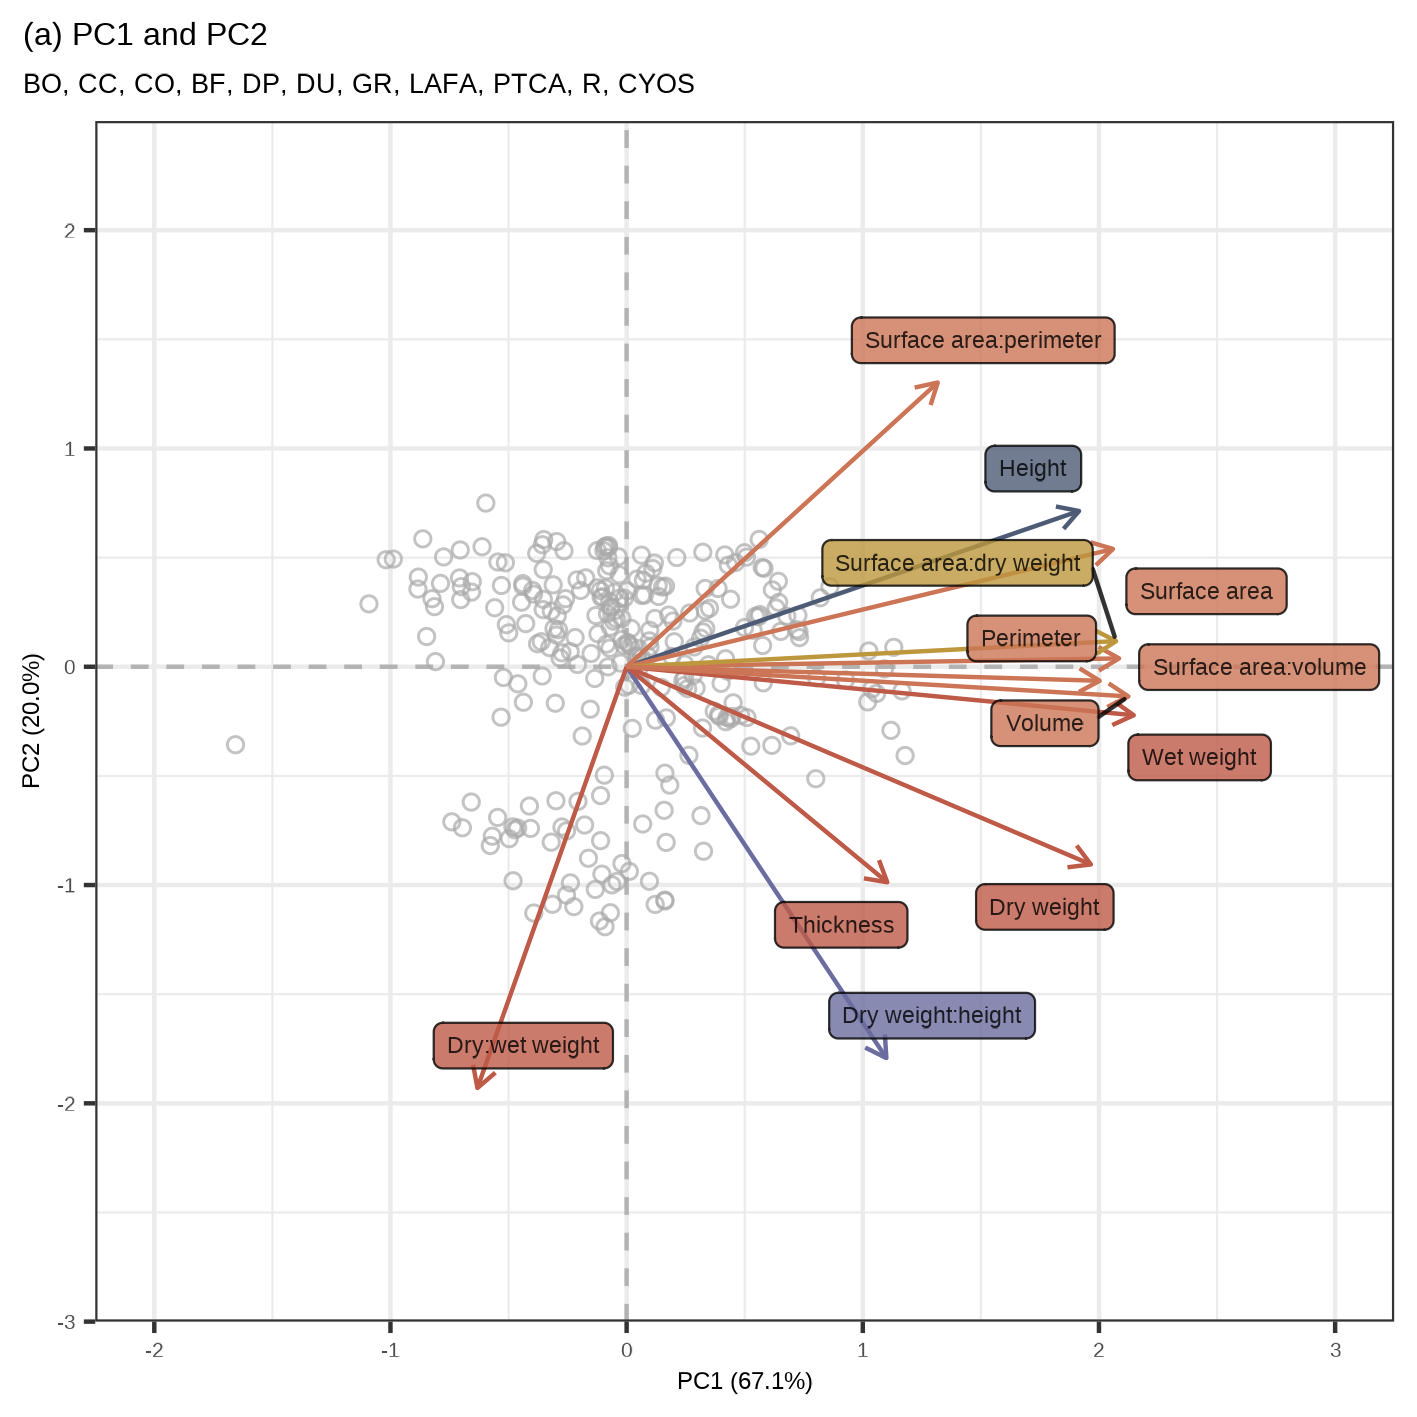 (a) PC1 and PC2
BO, CC, CO, BF, DP, DU, GR, LAFA, PTCA, R, CYOS
PC2 (20.0%)
2
1
0
-1
-2
-3
Surface area:perimeter
Height
Surface area:dry weight
Surface area
Perimeter
Surface area:volume
Volume
Wet weight
Dry weight
Thickness
Dry weight:height
Dry:wet weight
-2
-1
0
1
2
3
PC1 (67.1%)